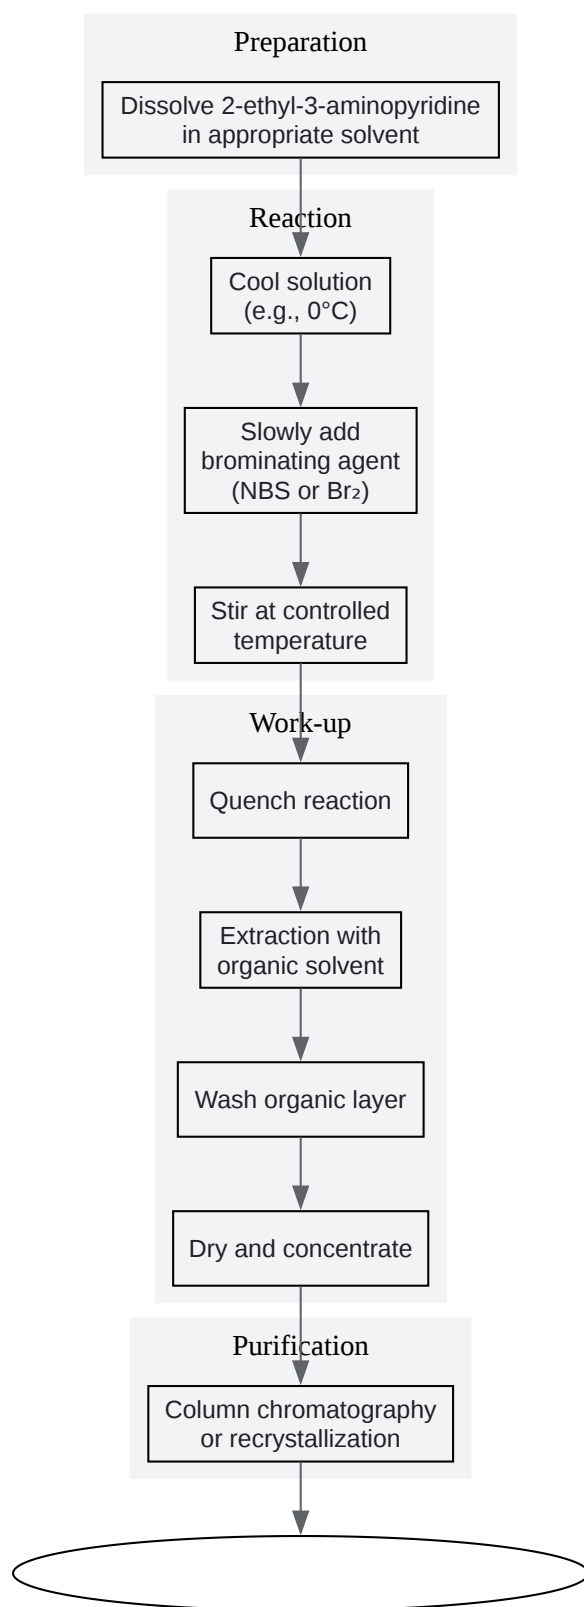 Preparation
Dissolve 2-ethyl-3-aminopyridine
in appropriate solvent
Reaction
Cool solution
(e.g., 0°C)
Slowly add
brominating agent
(NBS or Br₂)
Stir at controlled
temperature
Work-up
Quench reaction
Extraction with
organic solvent
Wash organic layer
Dry and concentrate
Purification
Column chromatography
or recrystallization